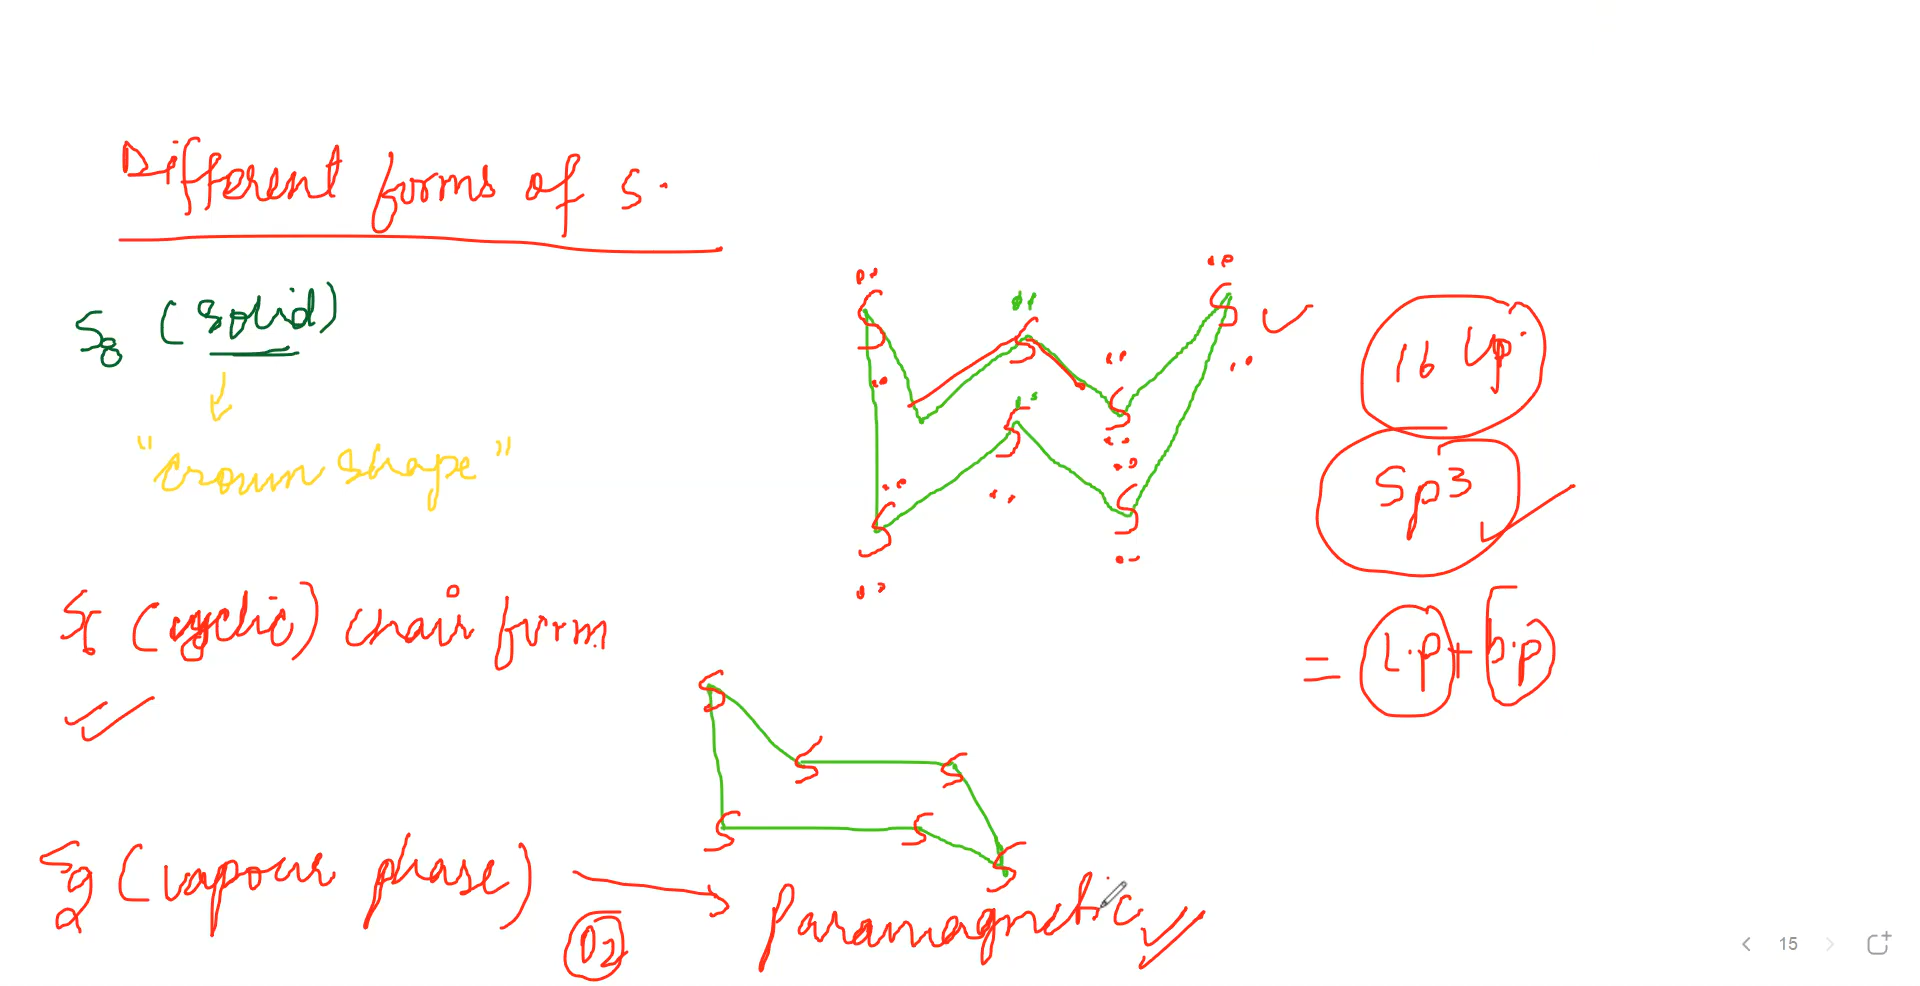 Different forms of S.
S8 (Solid)
"Crown Shape"
S
S
S
S
S
S
S
16 lp
Sp3
= L.p + b.p
S6 (cyclic) chair form
S
S
S
S
S
S
S2 (vapour phase) → Paramagnetic
O2
15